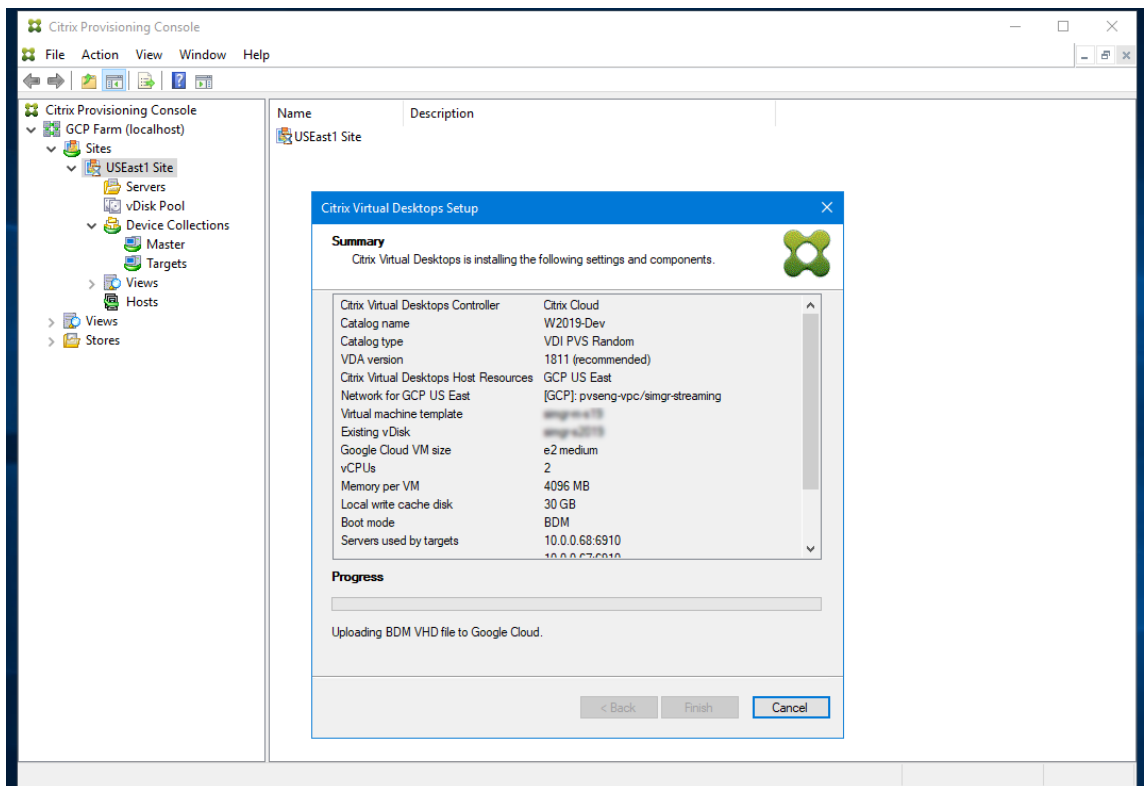 Citrix Provisioning Console
File Action View Window Help
Citrix Provisioning Console
GCP Farm (localhost)
Sites
USEast1 Site
Servers
vDisk Pool
Device Collections
Master
Targets
Views
Hosts
Views
Stores
Name Description
USEast1 Site
Citrix Virtual Desktops Setup
Summary
Citrix Virtual Desktops is installing the following settings and components.
Citrix Virtual Desktops Controller Citrix Cloud
Catalog name W2019-Dev
Catalog type VDI PVS Random
VDA version 1811 (recommended)
Citrix Virtual Desktops Host Resources GCP US East
Network for GCP US East [GCP]: pvseng-vpc/simgr-streaming
Virtual machine template
Existing vDisk
Google Cloud VM size e2 medium
vCPUs 2
Memory per VM 4096 MB
Local write cache disk 30 GB
Boot mode BDM
Servers used by targets 10.0.0.68:6910
10.0.0.67:6910
Progress
Uploading BDM VHD file to Google Cloud.
< Back Finish Cancel